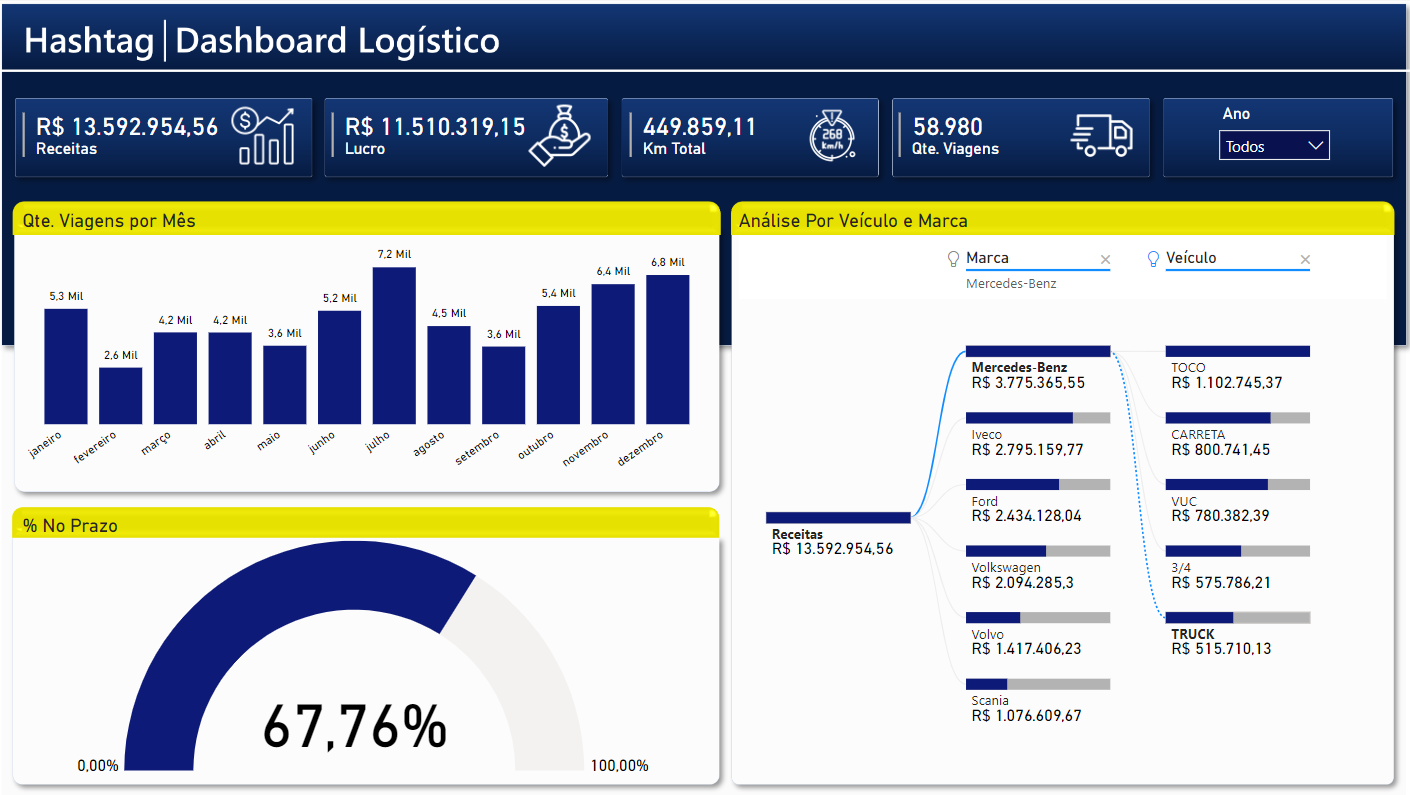 Hashtag|Dashboard Logístico
R$ 13.592.954,56
Receitas
R$ 11.510.319,15
Lucro
449.859,11
Km Total
268
km/h
58.980
Qte. Viagens
Ano
Todos
Qte. Viagens por Mês
5,3 Mil
2,6 Mil
4,2 Mil
4,2 Mil
3,6 Mil
5,2 Mil
7,2 Mil
4,5 Mil
3,6 Mil
5,4 Mil
6,4 Mil
6,8 Mil
janeiro
fevereiro
março
abril
maio
junho
julho
agosto
setembro
outubro
novembro
dezembro
% No Prazo
67,76%
0,00%
100,00%
Análise Por Veículo e Marca
Marca
Mercedes-Benz
Veículo
Receitas
R$ 13.592.954,56
Mercedes-Benz
R$ 3.775.365,55
Iveco
R$ 2.795.159,77
Ford
R$ 2.434.128,04
Volkswagen
R$ 2.094.285,3
Volvo
R$ 1.417.406,23
Scania
R$ 1.076.609,67
TOCO
R$ 1.102.745,37
CARRETA
R$ 800.741,45
VUC
R$ 780.382,39
3/4
R$ 575.786,21
TRUCK
R$ 515.710,13